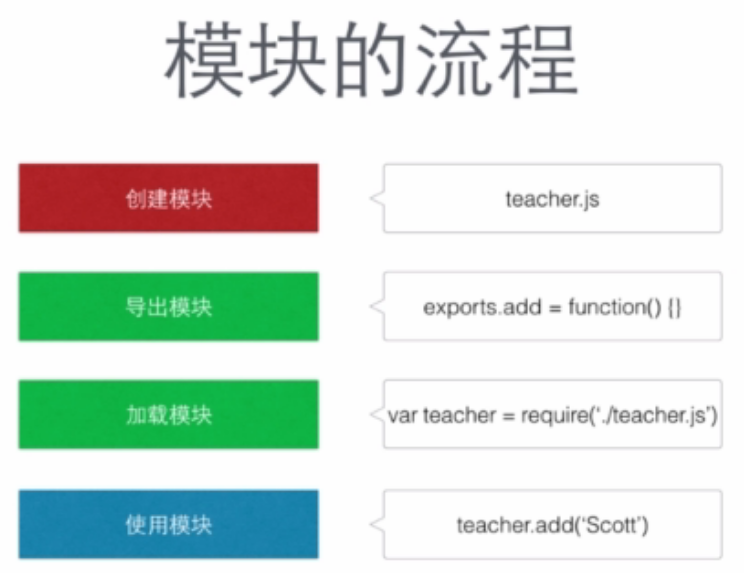 模块的流程
创建模块
teacher.js
导出模块
exports.add = function() {}
加载模块
var teacher = require(‘./teacher.js’)
使用模块
teacher.add(‘Scott’)